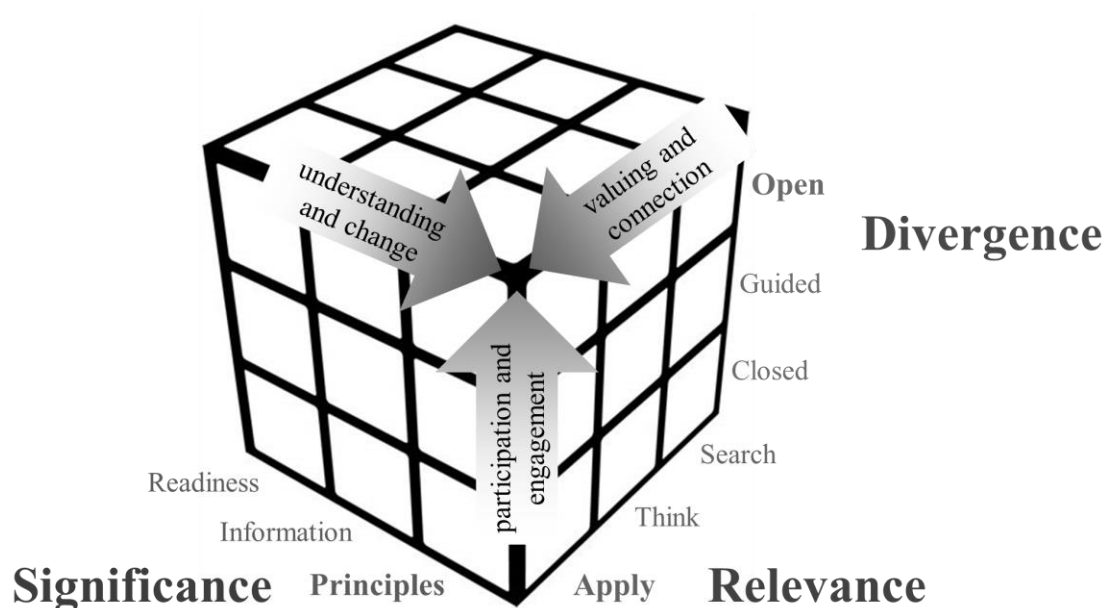 understanding
and change
valuing and
connection
participation and
engagement
Open
Divergence
Guided
Closed
Search
Think
Readiness
Information
Significance
Principles
Apply
Relevance